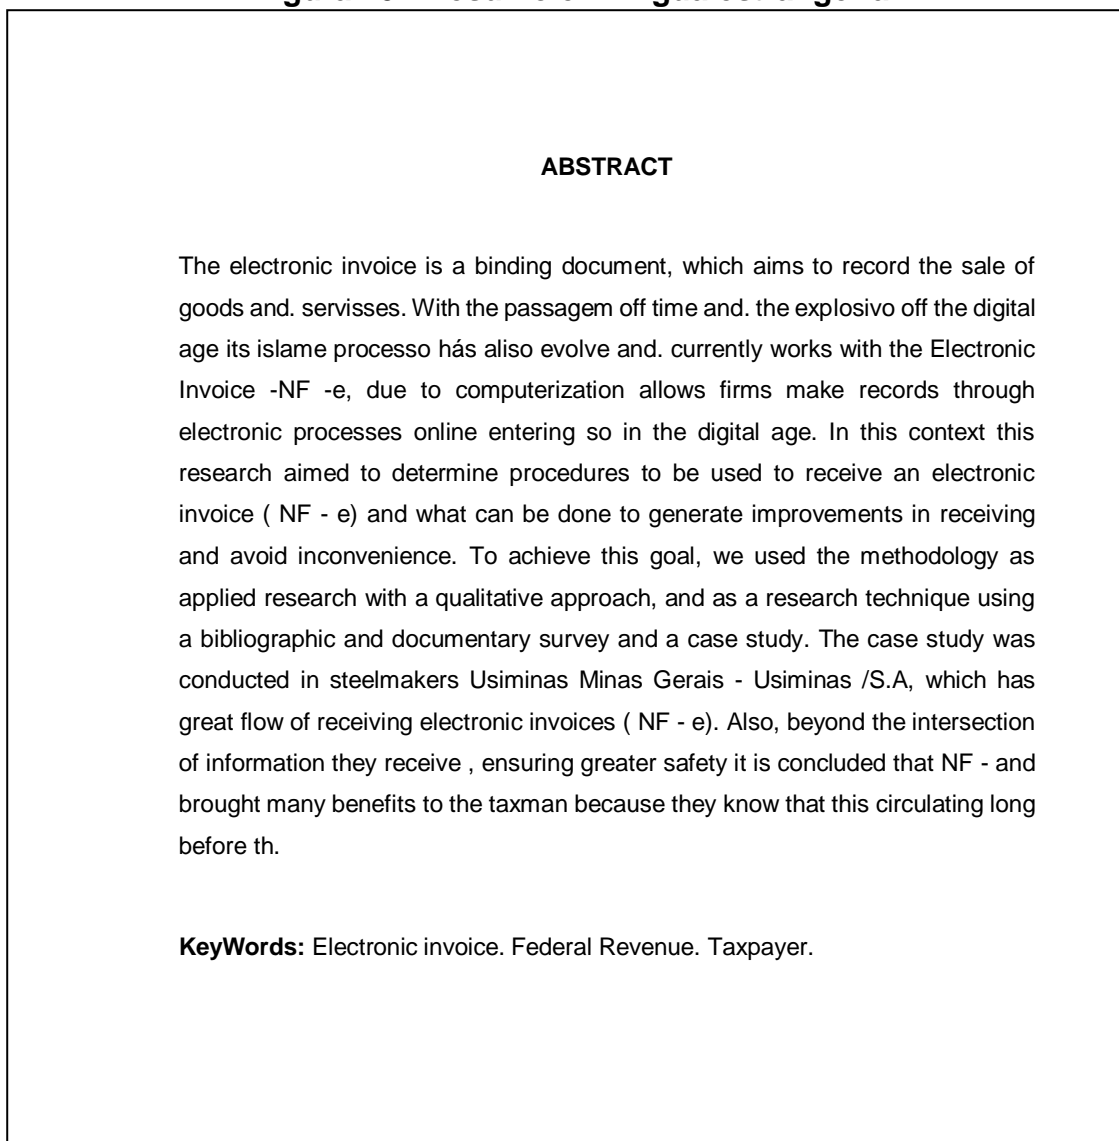 ABSTRACT
The electronic invoice is a binding document, which aims to record the sale of
goods and. servisses. With the passagem off time and. the explosivo off the digital
age its islame processo hás aliso evolve and. currently works with the Electronic
Invoice -NF -e, due to computerization allows firms make records through
electronic processes online entering so in the digital age. In this context this
research aimed to determine procedures to be used to receive an electronic
invoice ( NF - e) and what can be done to generate improvements in receiving
and avoid inconvenience. To achieve this goal, we used the methodology as
applied research with a qualitative approach, and as a research technique using
a bibliographic and documentary survey and a case study. The case study was
conducted in steelmakers Usiminas Minas Gerais - Usiminas /S.A, which has
great flow of receiving electronic invoices ( NF - e). Also, beyond the intersection
of information they receive , ensuring greater safety it is concluded that NF - and
brought many benefits to the taxman because they know that this circulating long
before th.
KeyWords: Electronic invoice. Federal Revenue. Taxpayer.